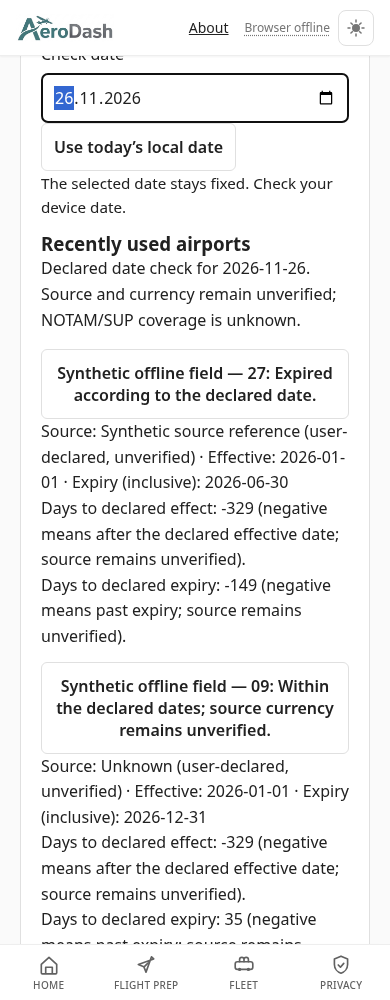 AeroDash
About
Browser offline
Check date
26.11.2026
Use today’s local date
The selected date stays fixed. Check your
device date.
Recently used airports
Declared date check for 2026-11-26.
Source and currency remain unverified;
NOTAM/SUP coverage is unknown.
Synthetic offline field — 27: Expired
according to the declared date.
Source: Synthetic source reference (user-
declared, unverified) · Effective: 2026-01-
01 · Expiry (inclusive): 2026-06-30
Days to declared effect: -329 (negative
means after the declared effective date;
source remains unverified).
Days to declared expiry: -149 (negative
means past expiry; source remains
unverified).
Synthetic offline field — 09: Within
the declared dates; source currency
remains unverified.
Source: Unknown (user-declared,
unverified) · Effective: 2026-01-01 · Expiry
(inclusive): 2026-12-31
Days to declared effect: -329 (negative
means after the declared effective date;
source remains unverified).
Days to declared expiry: 35 (negative
means past expiry; source remains
HOME
FLIGHT PREP
FLEET
PRIVACY